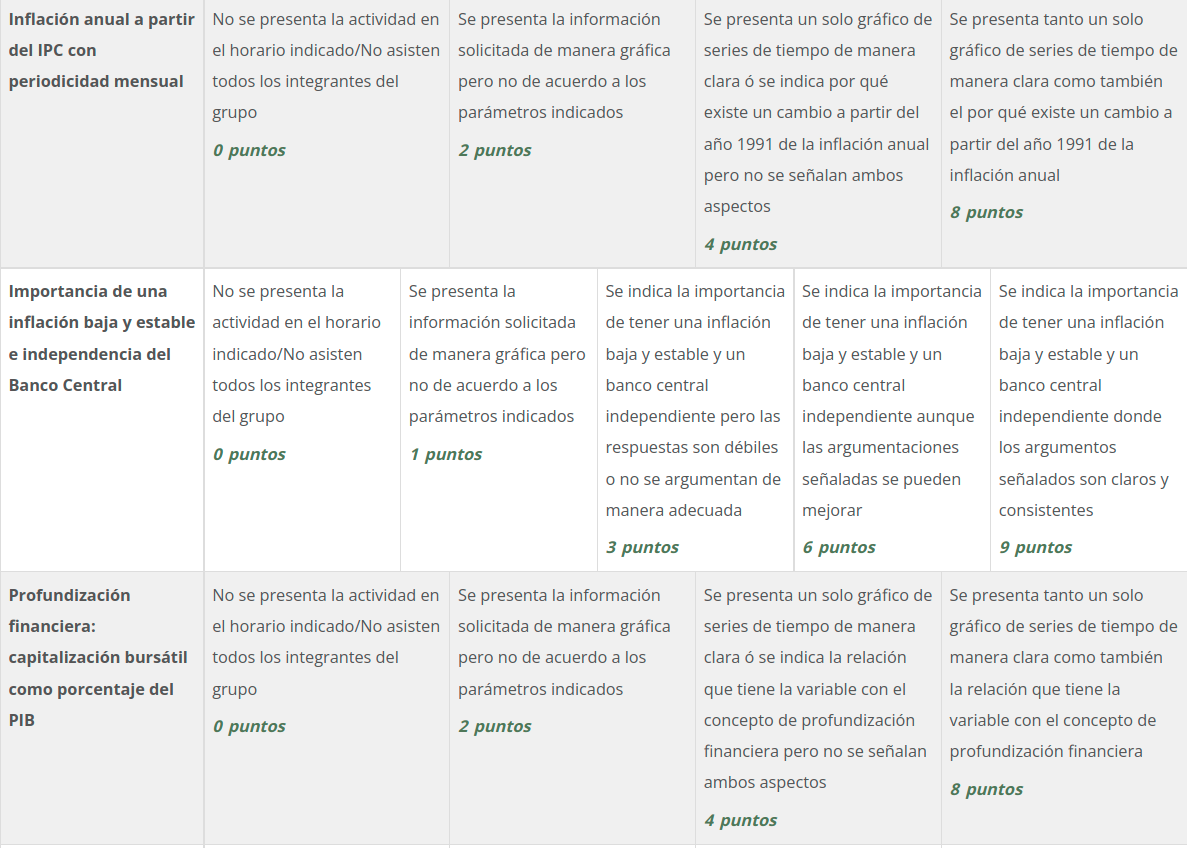 Inflación anual a partir
del IPC con
periodicidad mensual
No se presenta la actividad en
el horario indicado/No asisten
todos los integrantes del
grupo
0 puntos
Se presenta la información
solicitada de manera gráfica
pero no de acuerdo a los
parámetros indicados
2 puntos
Se presenta un solo gráfico de
series de tiempo de manera
clara ó se indica por qué
existe un cambio a partir del
año 1991 de la inflación anual
pero no se señalan ambos
aspectos
4 puntos
Se presenta tanto un solo
gráfico de series de tiempo de
manera clara como también
el por qué existe un cambio a
partir del año 1991 de la
inflación anual
8 puntos
Importancia de una
inflación baja y estable
e independencia del
Banco Central
No se presenta la
actividad en el horario
indicado/No asisten
todos los integrantes
del grupo
0 puntos
Se presenta la
información solicitada
de manera gráfica pero
no de acuerdo a los
parámetros indicados
1 puntos
Se indica la importancia
de tener una inflación
baja y estable y un
banco central
independiente pero las
respuestas son débiles
o no se argumentan de
manera adecuada
3 puntos
Se indica la importancia
de tener una inflación
baja y estable y un
banco central
independiente aunque
las argumentaciones
señaladas se pueden
mejorar
6 puntos
Se indica la importancia
de tener una inflación
baja y estable y un
banco central
independiente donde
los argumentos
señalados son claros y
consistentes
9 puntos
Profundización
financiera:
capitalización bursátil
como porcentaje del
PIB
No se presenta la actividad en
el horario indicado/No asisten
todos los integrantes del
grupo
0 puntos
Se presenta la información
solicitada de manera gráfica
pero no de acuerdo a los
parámetros indicados
2 puntos
Se presenta un solo gráfico de
series de tiempo de manera
clara ó se indica la relación
que tiene la variable con el
concepto de profundización
financiera pero no se señalan
ambos aspectos
4 puntos
Se presenta tanto un solo
gráfico de series de tiempo de
manera clara como también
la relación que tiene la
variable con el concepto de
profundización financiera
8 puntos